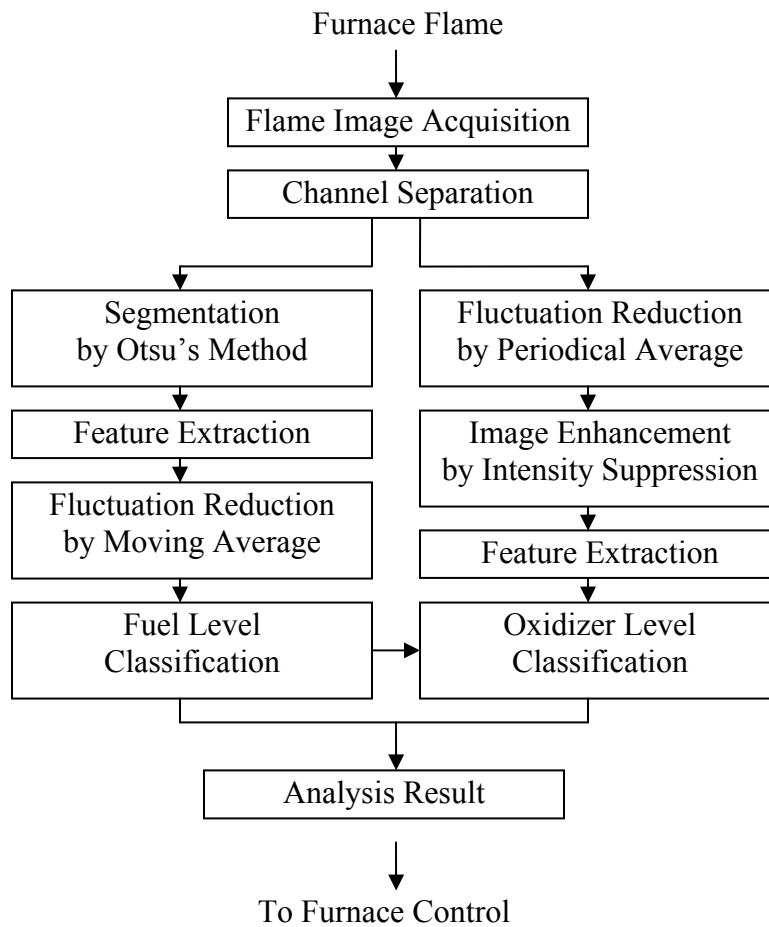 Furnace Flame
Flame Image Acquisition
Channel Separation
Segmentation
by Otsu’s Method
Feature Extraction
Fluctuation Reduction
by Moving Average
Fuel Level
Classification
Fluctuation Reduction
by Periodical Average
Image Enhancement
by Intensity Suppression
Feature Extraction
Oxidizer Level
Classification
Analysis Result
To Furnace Control